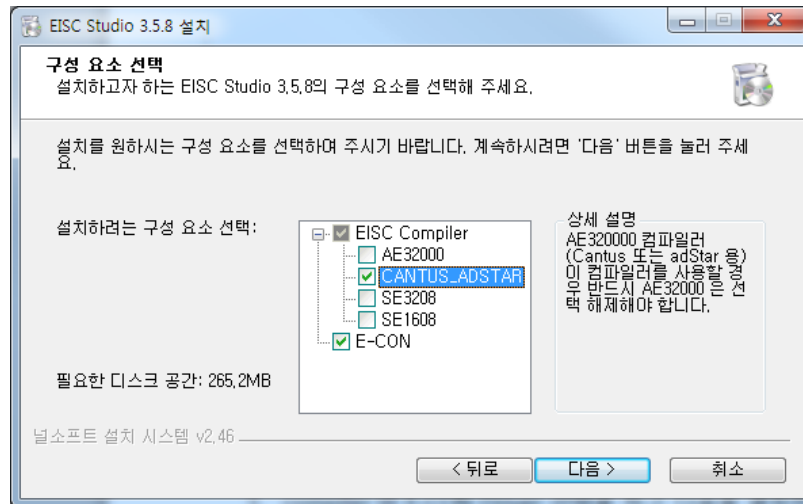 EISC Studio 3.5.8 설치
구성 요소 선택
설치하고자 하는 EISC Studio 3.5.8의 구성 요소를 선택해 주세요.
설치를 원하시는 구성 요소를 선택하여 주시기 바랍니다. 계속하시려면 '다음' 버튼을 눌러 주세
요.
설치하려는 구성 요소 선택:
EISC Compiler
AE32000
CANTUS_ADSTAR
SE3208
SE1608
E-CON
상세 설명
AE320000 컴파일러
(Cantus 또는 adStar 용)
이 컴파일러를 사용할 경
우 반드시 AE32000 은 선
택 해제해야 합니다.
필요한 디스크 공간: 265.2MB
널소프트 설치 시스템 v2.46
< 뒤로
다음 >
취소